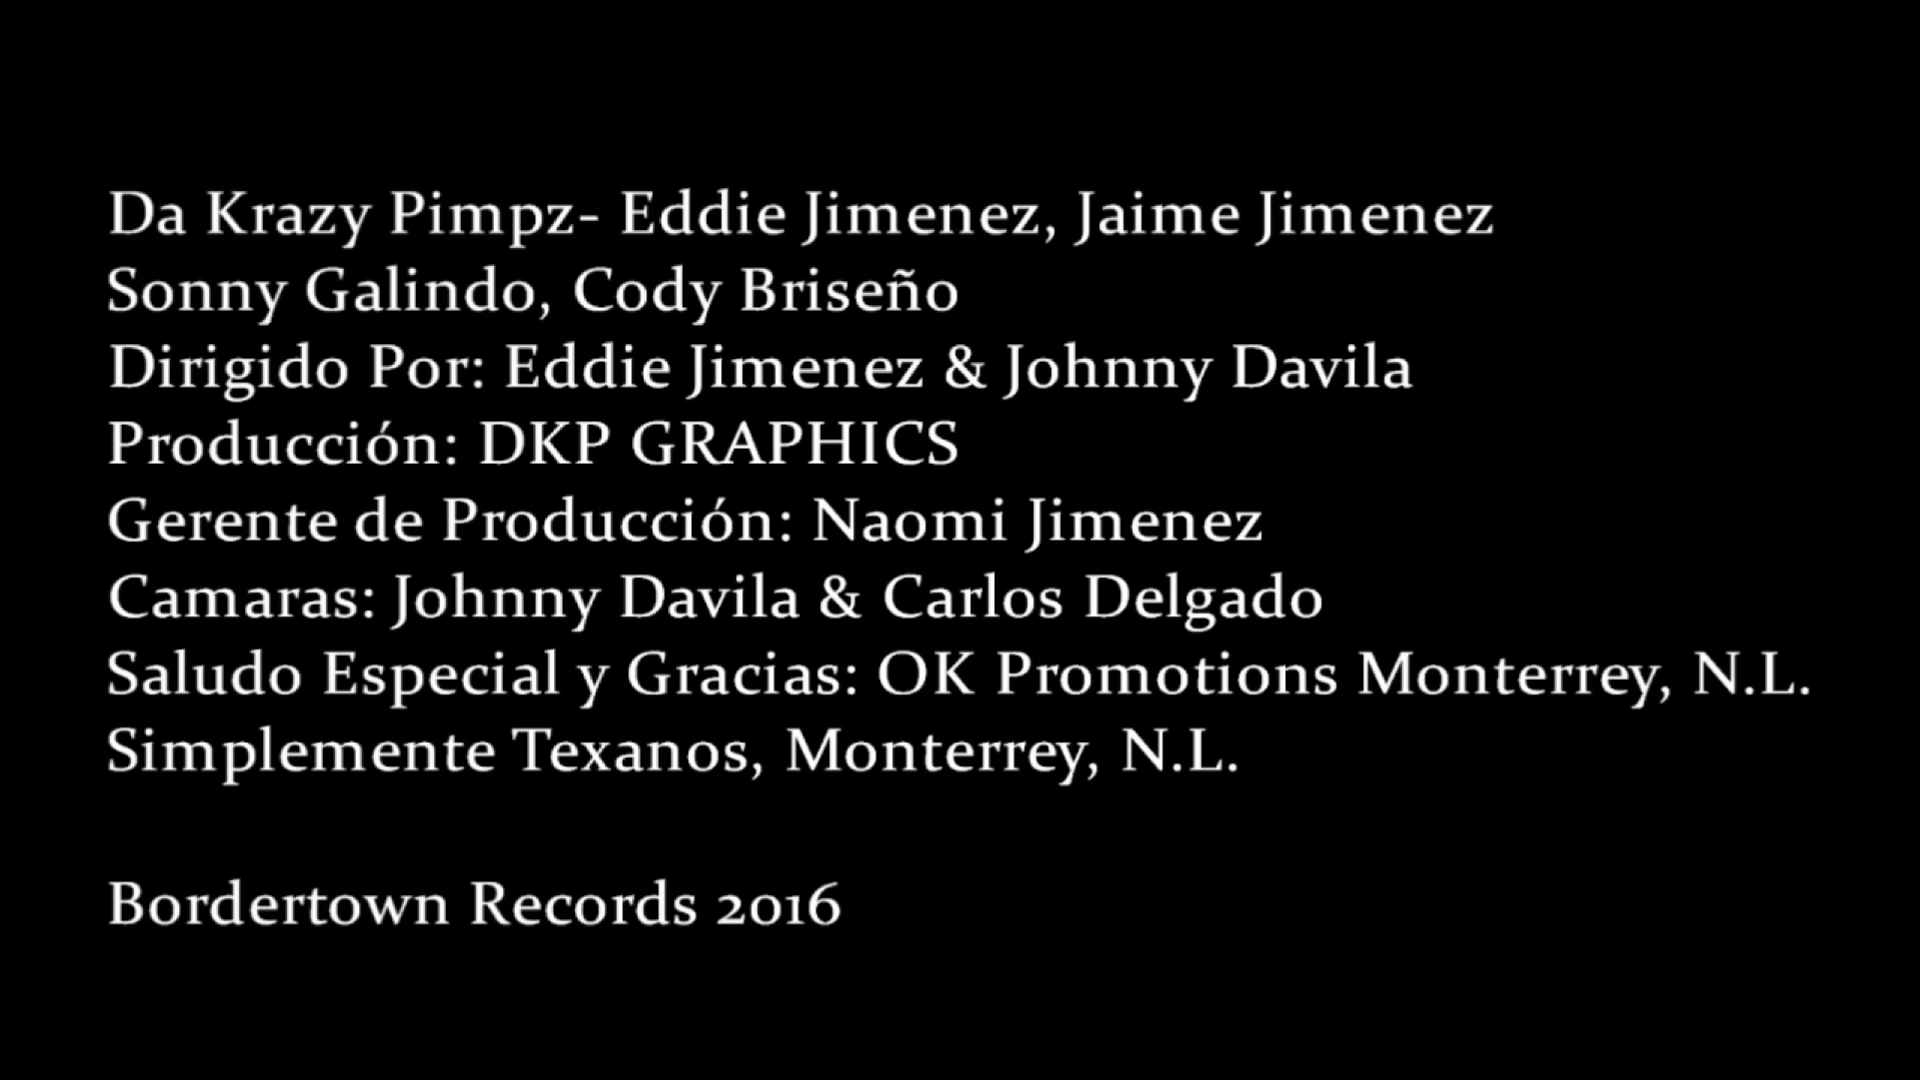 Da Krazy Pimpz- Eddie Jimenez, Jaime Jimenez
Sonny Galindo, Cody Briseño
Dirigido Por: Eddie Jimenez & Johnny Davila
Producción: DKP GRAPHICS
Gerente de Producción: Naomi Jimenez
Camaras: Johnny Davila & Carlos Delgado
Saludo Especial y Gracias: OK Promotions Monterrey, N.L.
Simplemente Texanos, Monterrey, N.L.
Bordertown Records 2016